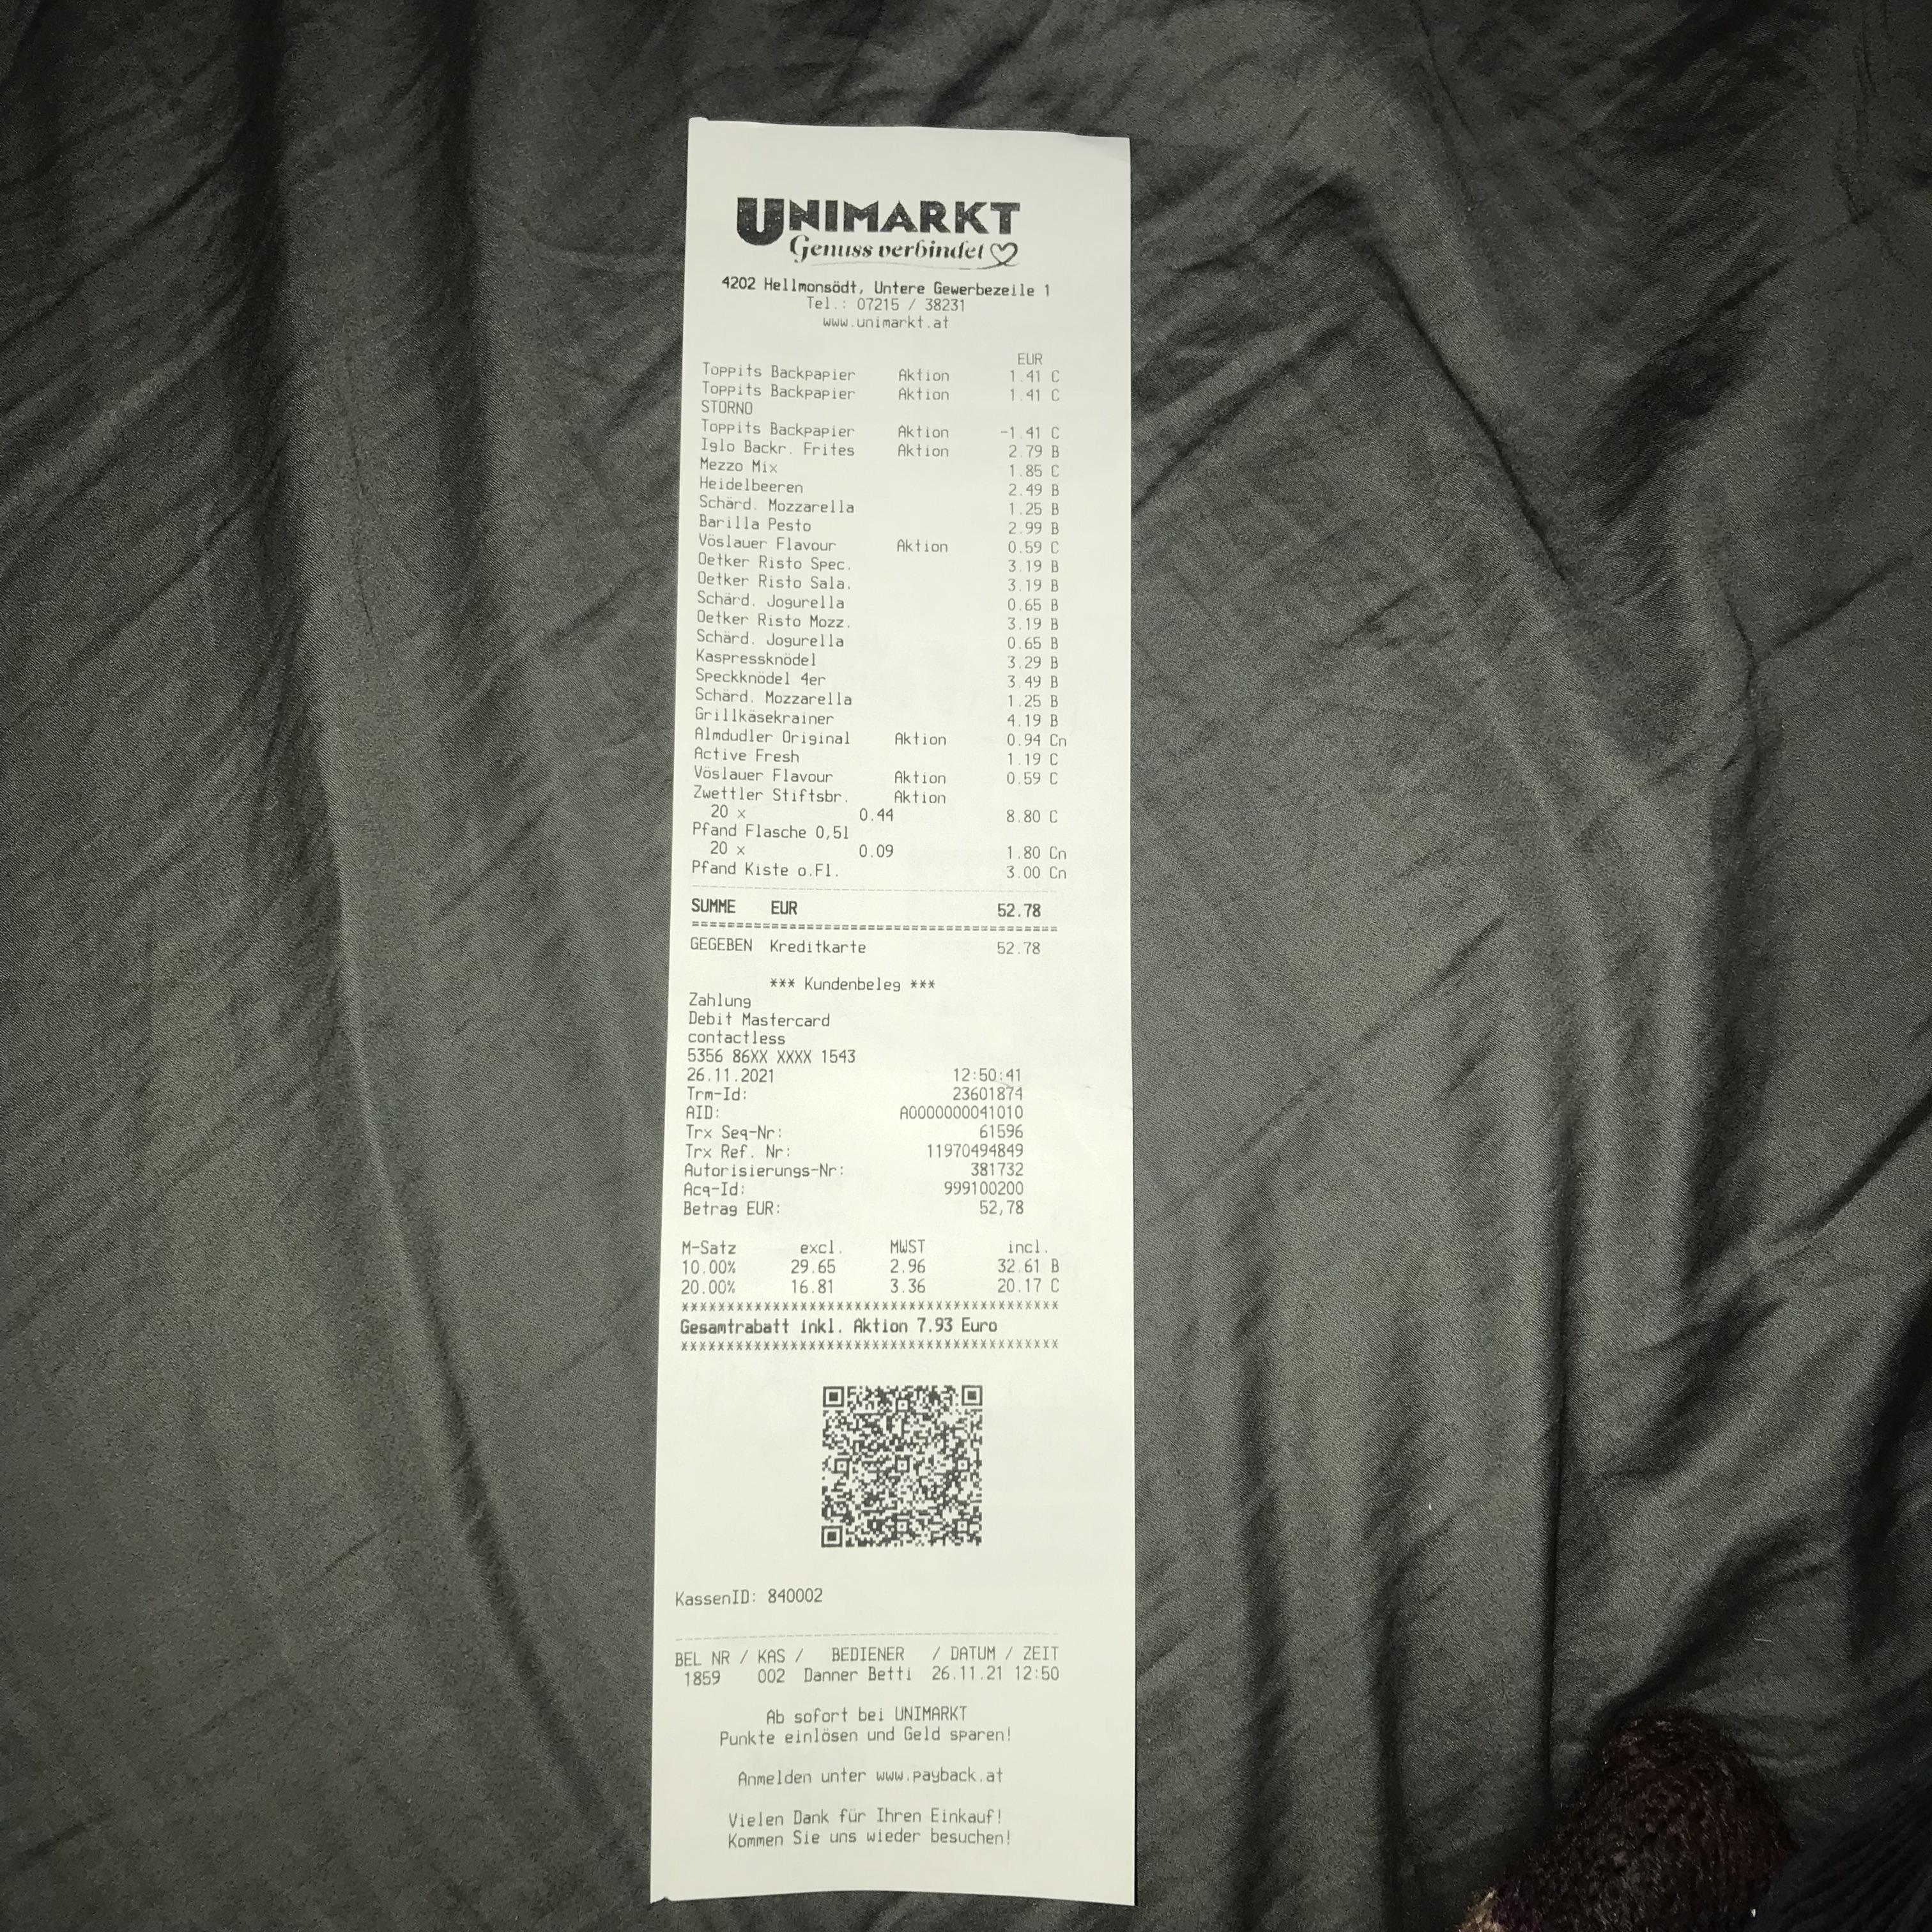 UNIMARKT
Genuss verbindet
4202 Hellmonsödt, Untere Gewerbezeile 1
Tel.: 07215 / 38231
www.unimarkt.at
EUR
Toppits Backpapier Aktion 1.41 C
Toppits Backpapier Aktion 1.41 C
STORNO
Toppits Backpapier Aktion -1.41 C
Iglo Backr. Frites Aktion 2.79 B
Mezzo Mix 1.85 C
Heidelbeeren 2.49 B
Schärd. Mozzarella 1.25 B
Barilla Pesto 2.99 B
Vöslauer Flavour Aktion 0.59 C
Oetker Risto Spec. 3.19 B
Oetker Risto Sala. 3.19 B
Schärd. Jogurella 0.65 B
Oetker Risto Mozz. 3.19 B
Schärd. Jogurella 0.65 B
Kaspressknödel 3.29 B
Speckknödel 4er 3.49 B
Schärd. Mozzarella 1.25 B
Grillkäsekrainer 4.19 B
Almdudler Original Aktion 0.94 Cn
Active Fresh 1.19 C
Vöslauer Flavour Aktion 0.59 C
Zwettler Stiftsbr. Aktion
20 x 0.44 8.80 C
Pfand Flasche 0,5l
20 x 0.09 1.80 Cn
Pfand Kiste o.Fl. 3.00 Cn
SUMME EUR 52.78
========================================
GEGEBEN Kreditkarte 52.78
*** Kundenbeleg ***
Zahlung
Debit Mastercard
contactless
5356 86XX XXXX 1543
26.11.2021 12:50:41
Trm-Id: 23601874
AID: A0000000041010
Trx Seq-Nr: 61596
Trx Ref. Nr: 11970494849
Autorisierungs-Nr: 381732
Acq-Id: 999100200
Betrag EUR: 52,78
M-Satz excl. MWST incl.
10.00% 29.65 2.96 32.61 B
20.00% 16.81 3.36 20.17 C
*****************************************
Gesamtrabatt inkl. Aktion 7.93 Euro
*****************************************
KassenID: 840002
BEL NR / KAS / BEDIENER / DATUM / ZEIT
1859 002 Danner Betti 26.11.21 12:50
Ab sofort bei UNIMARKT
Punkte einlösen und Geld sparen!
Anmelden unter www.payback.at
Vielen Dank für Ihren Einkauf!
Kommen Sie uns wieder besuchen!